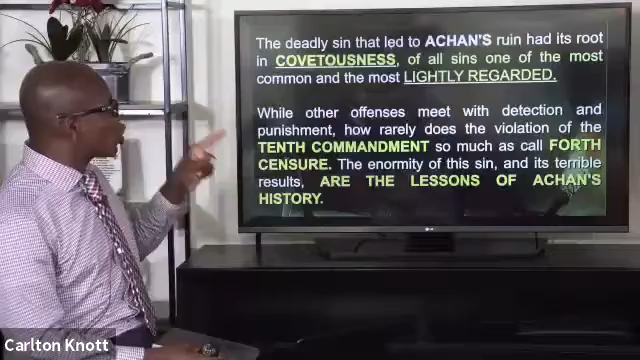 The deadly sin that led to ACHAN'S ruin had its root
in COVETOUSNESS, of all sins one of the most
common and the most LIGHTLY REGARDED.
While other offenses meet with detection and
punishment, how rarely does the violation of the
TENTH COMMANDMENT so much as call FORTH
CENSURE. The enormity of this sin, and its terrible
results, ARE THE LESSONS OF ACHAN'S
HISTORY.
LG
Carlton Knott